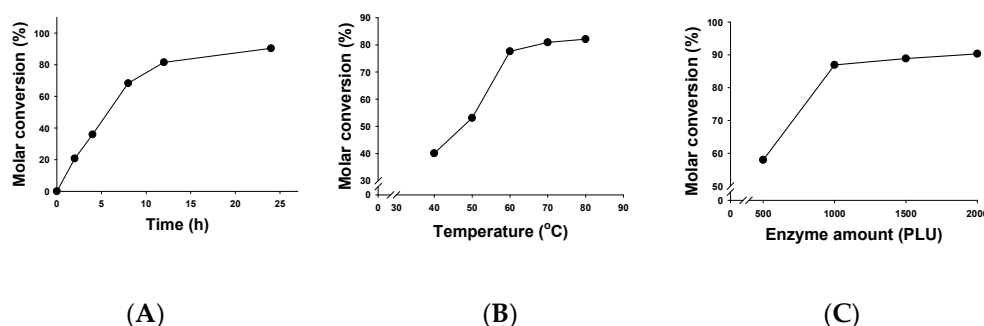 Molar conversion (%)
100
80
60
40
20
0
0 5 10 15 20 25
Time (h)
(A)
Molar conversion (%)
90
80
70
60
50
40
30
0
0 30 40 50 60 70 80 90
Temperature (°C)
(B)
Molar conversion (%)
100
90
80
70
60
50
0
0 500 1000 1500 2000
Enzyme amount (PLU)
(C)